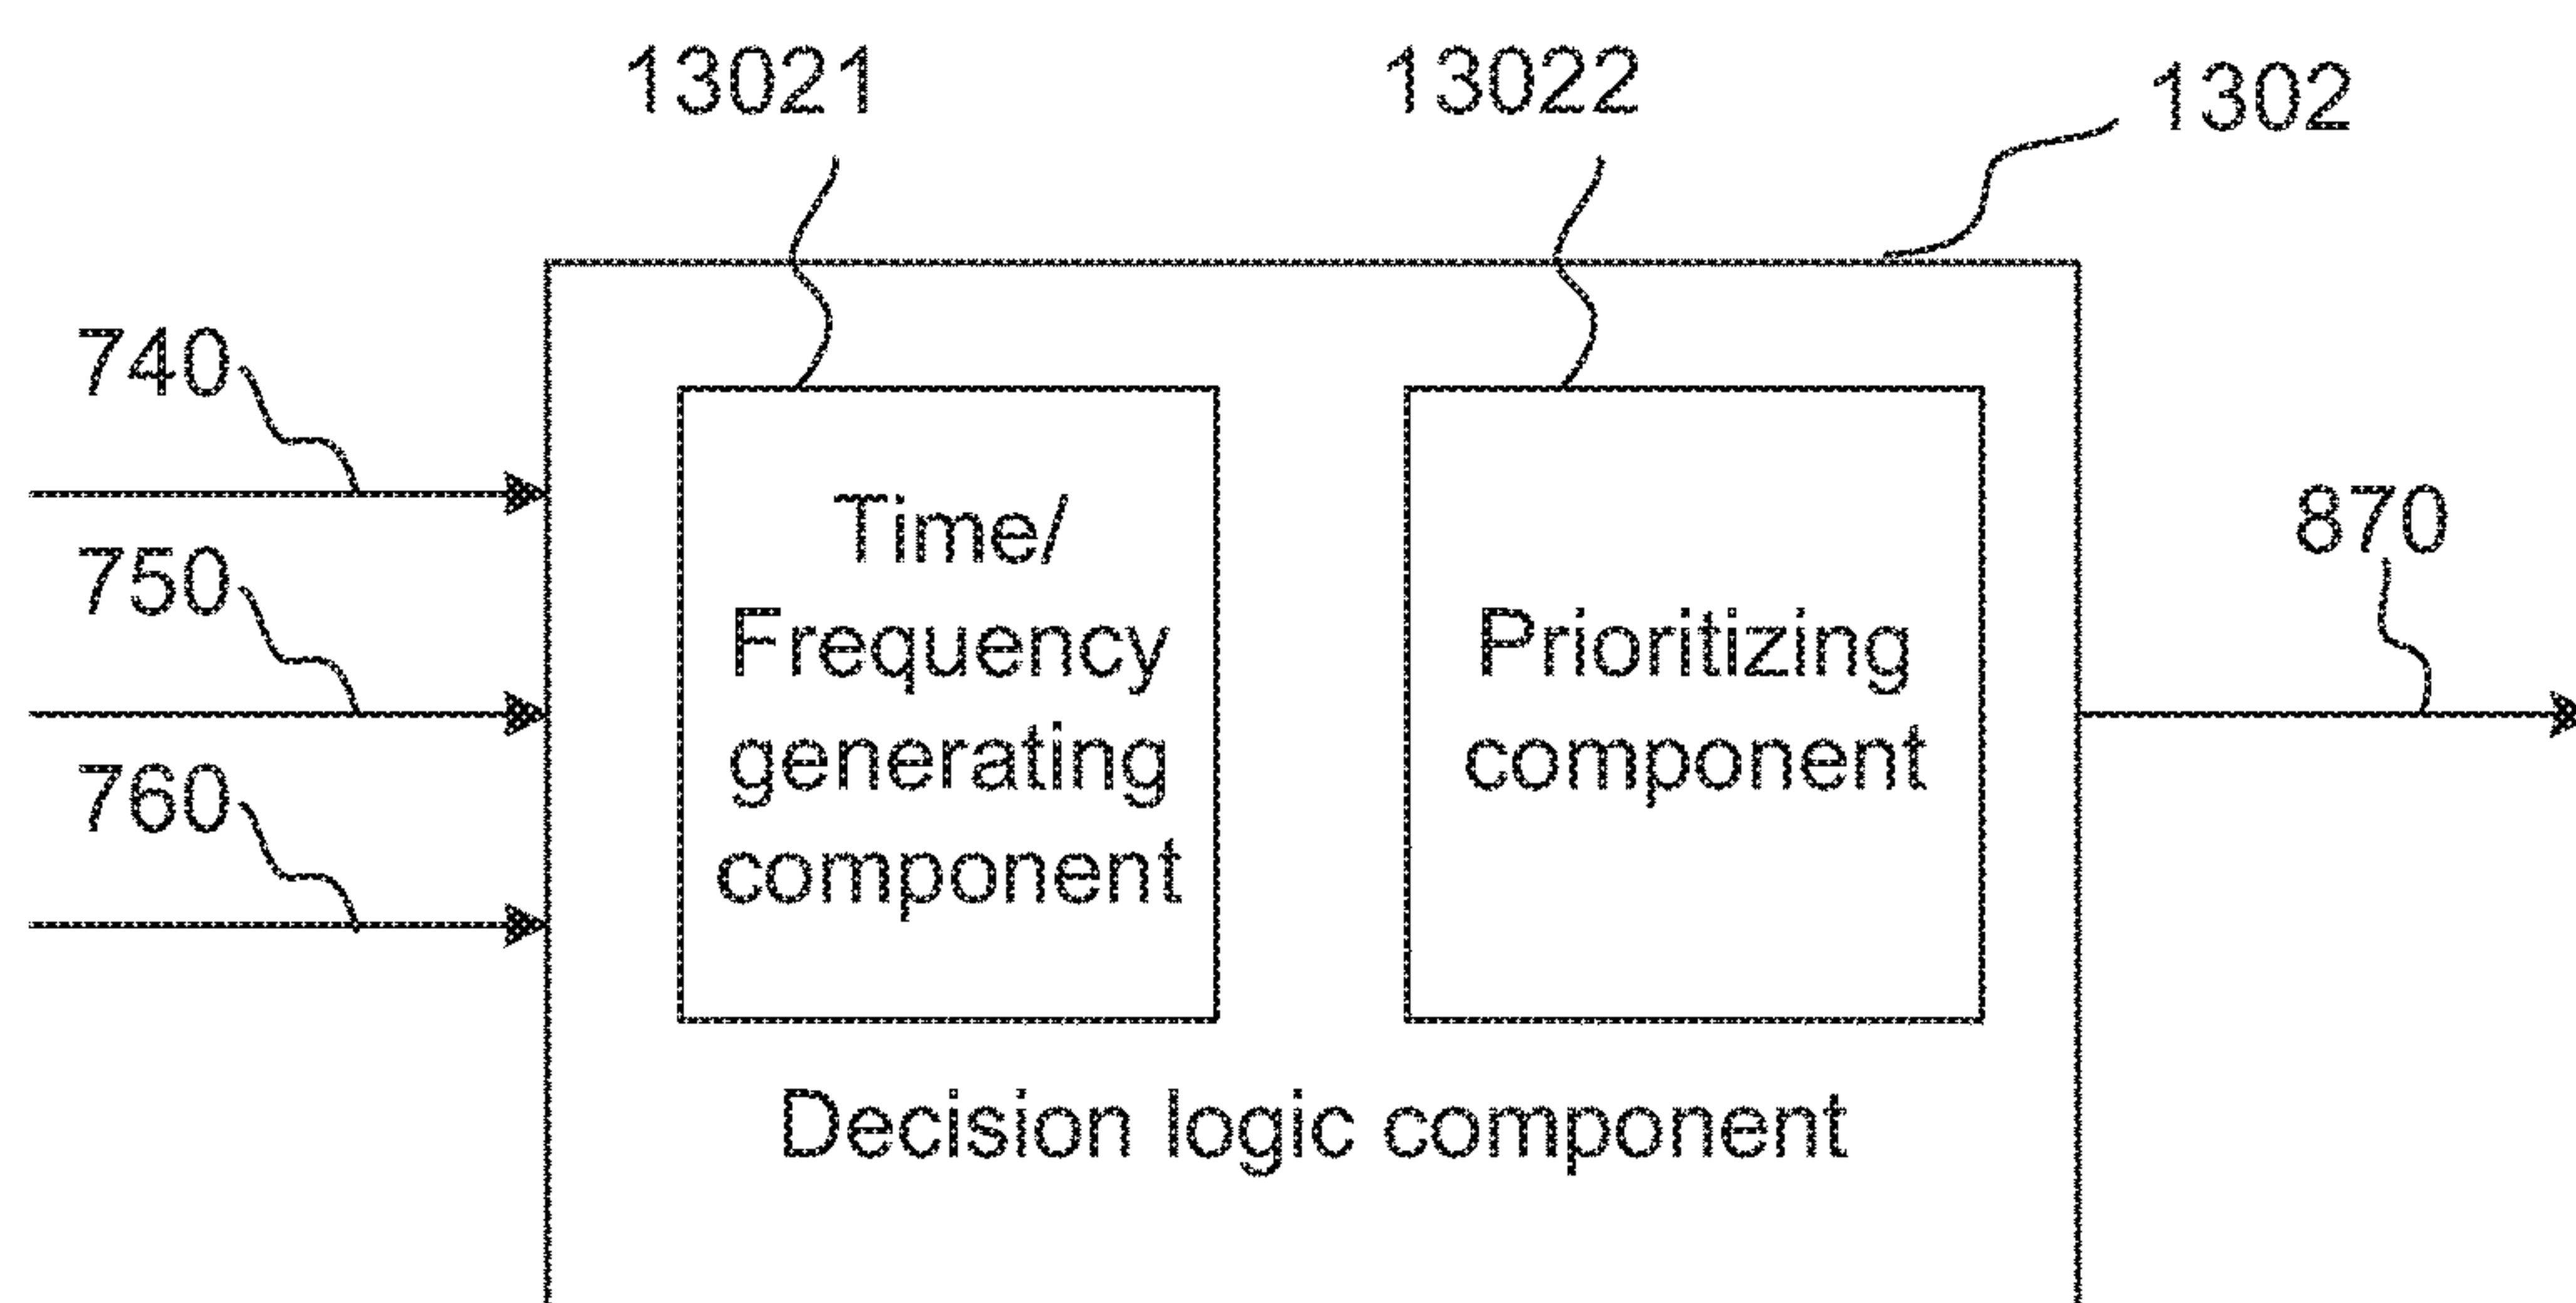 13021
13022
1302
740
750
760
870
Time/
Frequency
generating
component
Prioritizing
component
Decision logic component